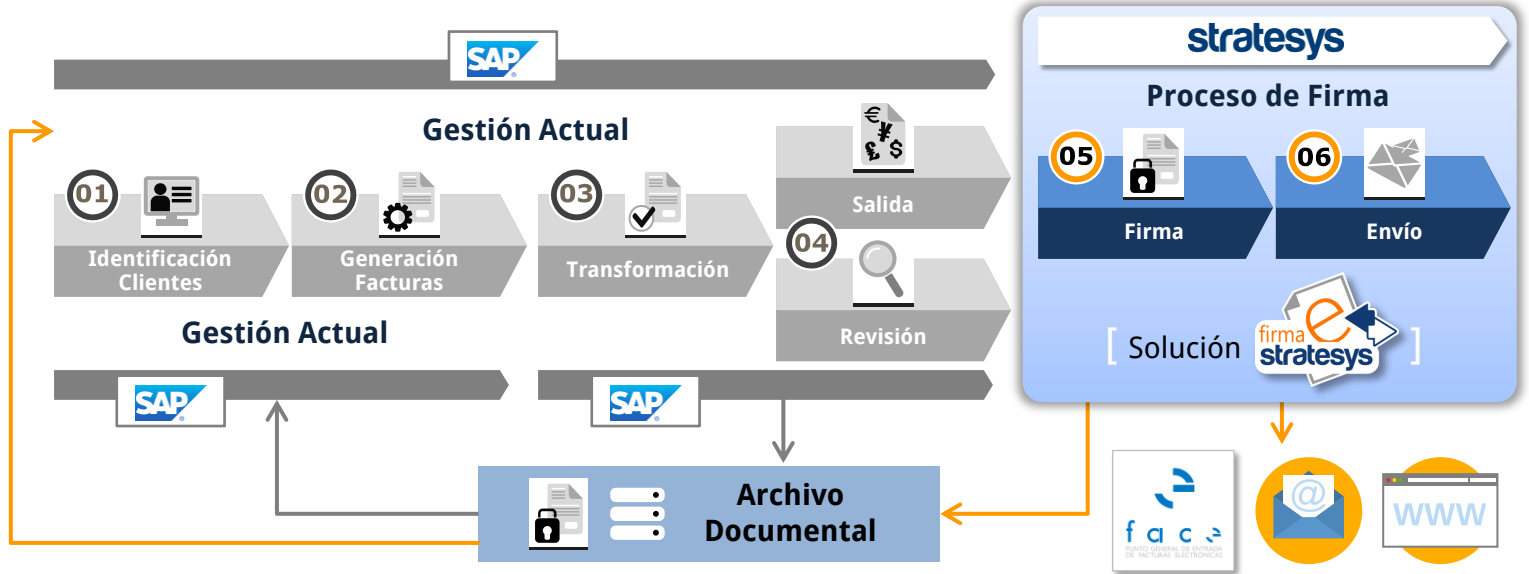 SAP
stratesys
Proceso de Firma
Gestión Actual
01
02
03
04
05
06
€
¥
£ $
Identificación
Clientes
Generación
Facturas
Transformación
Salida
Revisión
Firma
Envío
Gestión Actual
[ Solución
firma e
stratesys ]
SAP
SAP
Archivo
Documental
@
www
face
PUNTO GENERAL DE ENTRADA
DE FACTURAS ELECTRÓNICAS